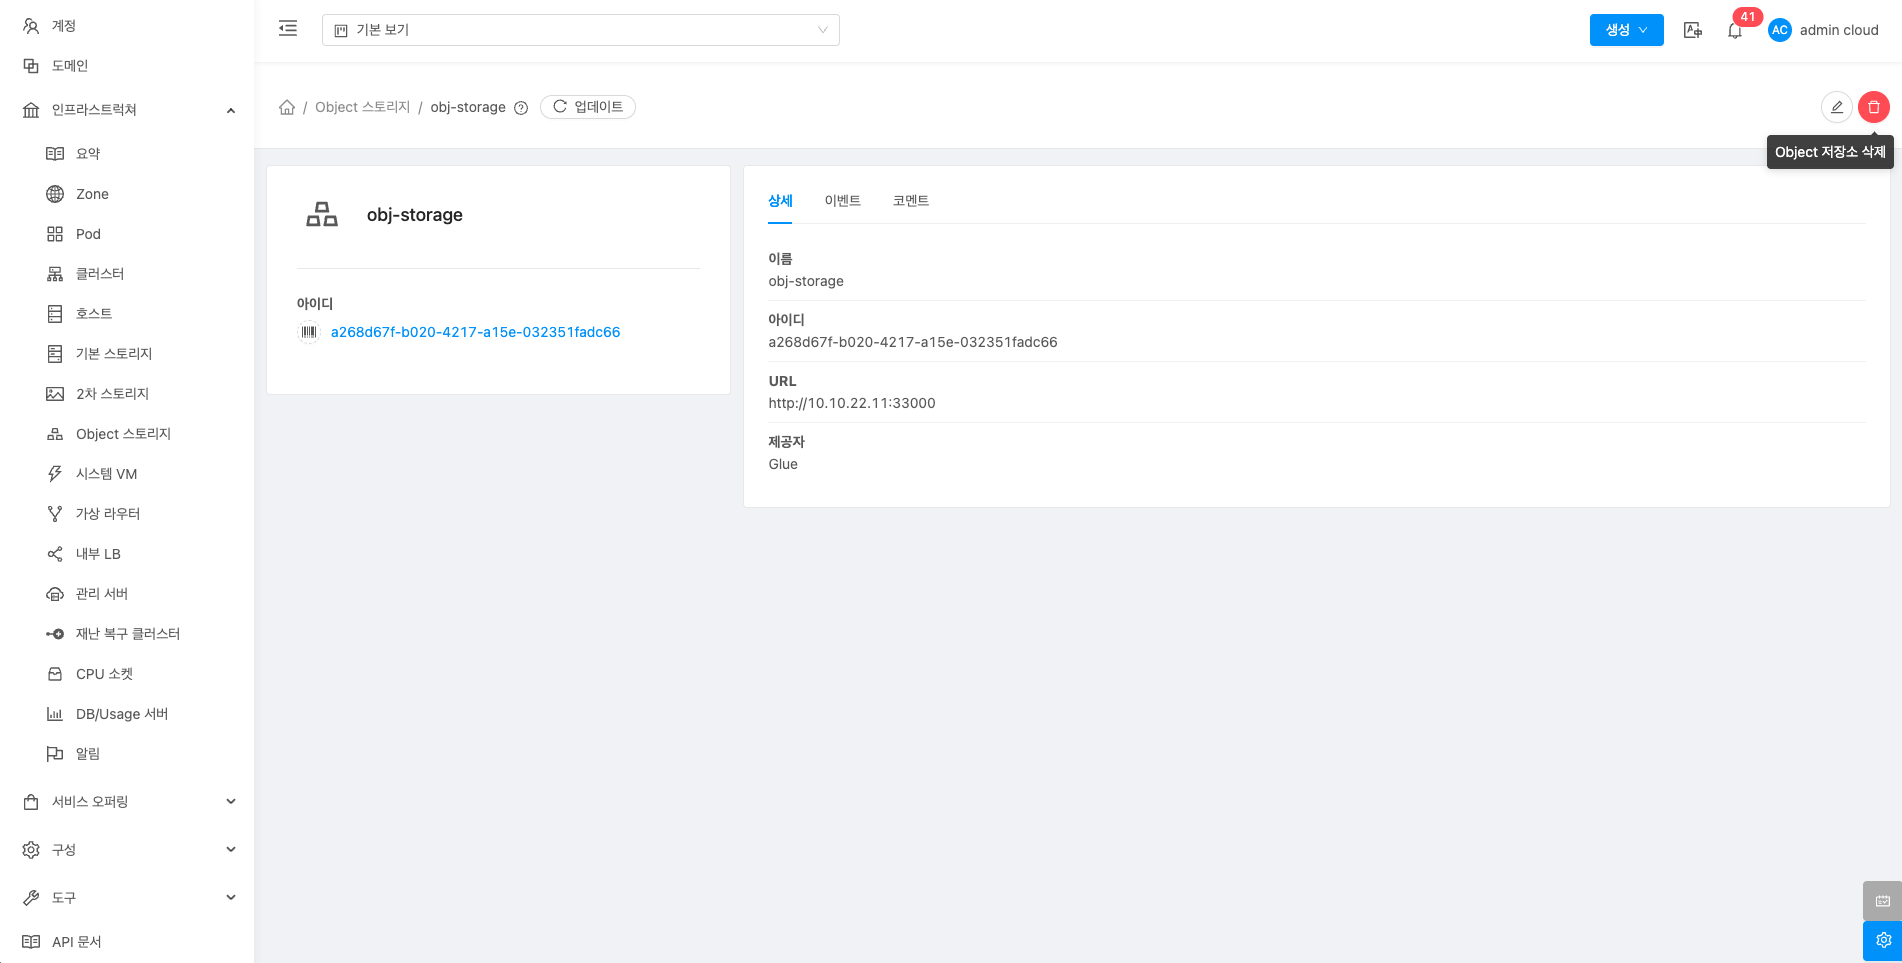 계정
도메인
인프라스트럭쳐
요약
Zone
Pod
클러스터
호스트
기본 스토리지
2차 스토리지
Object 스토리지
시스템 VM
가상 라우터
내부 LB
관리 서버
재난 복구 클러스터
CPU 소켓
DB/Usage 서버
알림
서비스 오퍼링
구성
도구
API 문서
기본 보기
생성
41
AC
admin cloud
/ Object 스토리지 / obj-storage
업데이트
Object 저장소 삭제
obj-storage
아이디
a268d67f-b020-4217-a15e-032351fadc66
상세 이벤트 코멘트
이름
obj-storage
아이디
a268d67f-b020-4217-a15e-032351fadc66
URL
http://10.10.22.11:33000
제공자
Glue